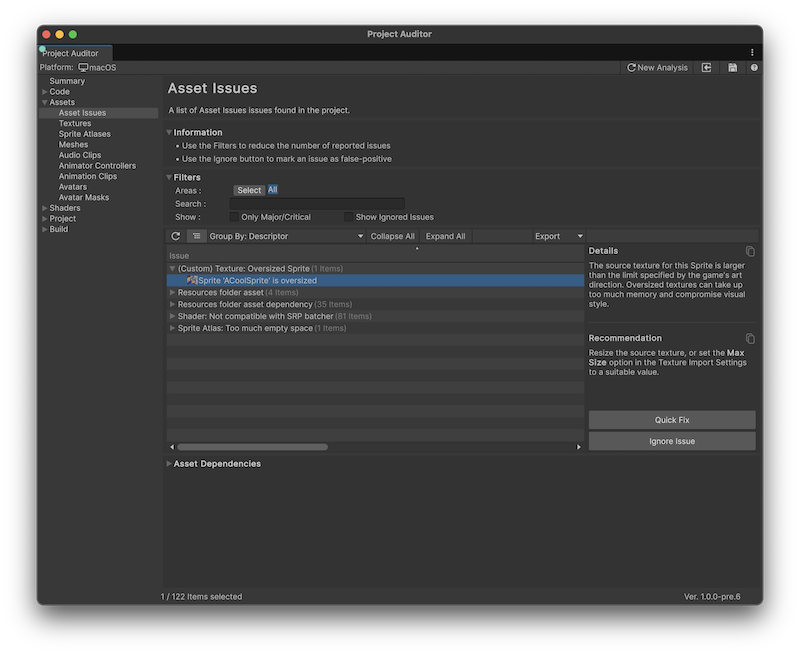 Project Auditor
Project Auditor
Platform: macOS
New Analysis
Summary
Code
Assets
Asset Issues
Textures
Sprite Atlases
Meshes
Audio Clips
Animator Controllers
Animation Clips
Avatars
Avatar Masks
Shaders
Project
Build
Asset Issues
A list of Asset Issues issues found in the project.
Information
• Use the Filters to reduce the number of reported issues
• Use the Ignore button to mark an issue as false-positive
Filters
Areas : Select All
Search :
Show : Only Major/Critical Show Ignored Issues
Group By: Descriptor Collapse All Expand All Export
Issue
(Custom) Texture: Oversized Sprite (1 Items)
Sprite 'ACoolSprite' is oversized
Resources folder asset (4 Items)
Resources folder asset dependency (35 Items)
Shader: Not compatible with SRP batcher (81 Items)
Sprite Atlas: Too much empty space (1 Items)
Details
The source texture for this Sprite is larger
than the limit specified by the game's art
direction. Oversized textures can take up
too much memory and compromise visual
style.
Recommendation
Resize the source texture, or set the Max
Size option in the Texture Import Settings
to a suitable value.
Quick Fix
Ignore Issue
Asset Dependencies
1 / 122 Items selected
Ver. 1.0.0-pre.6